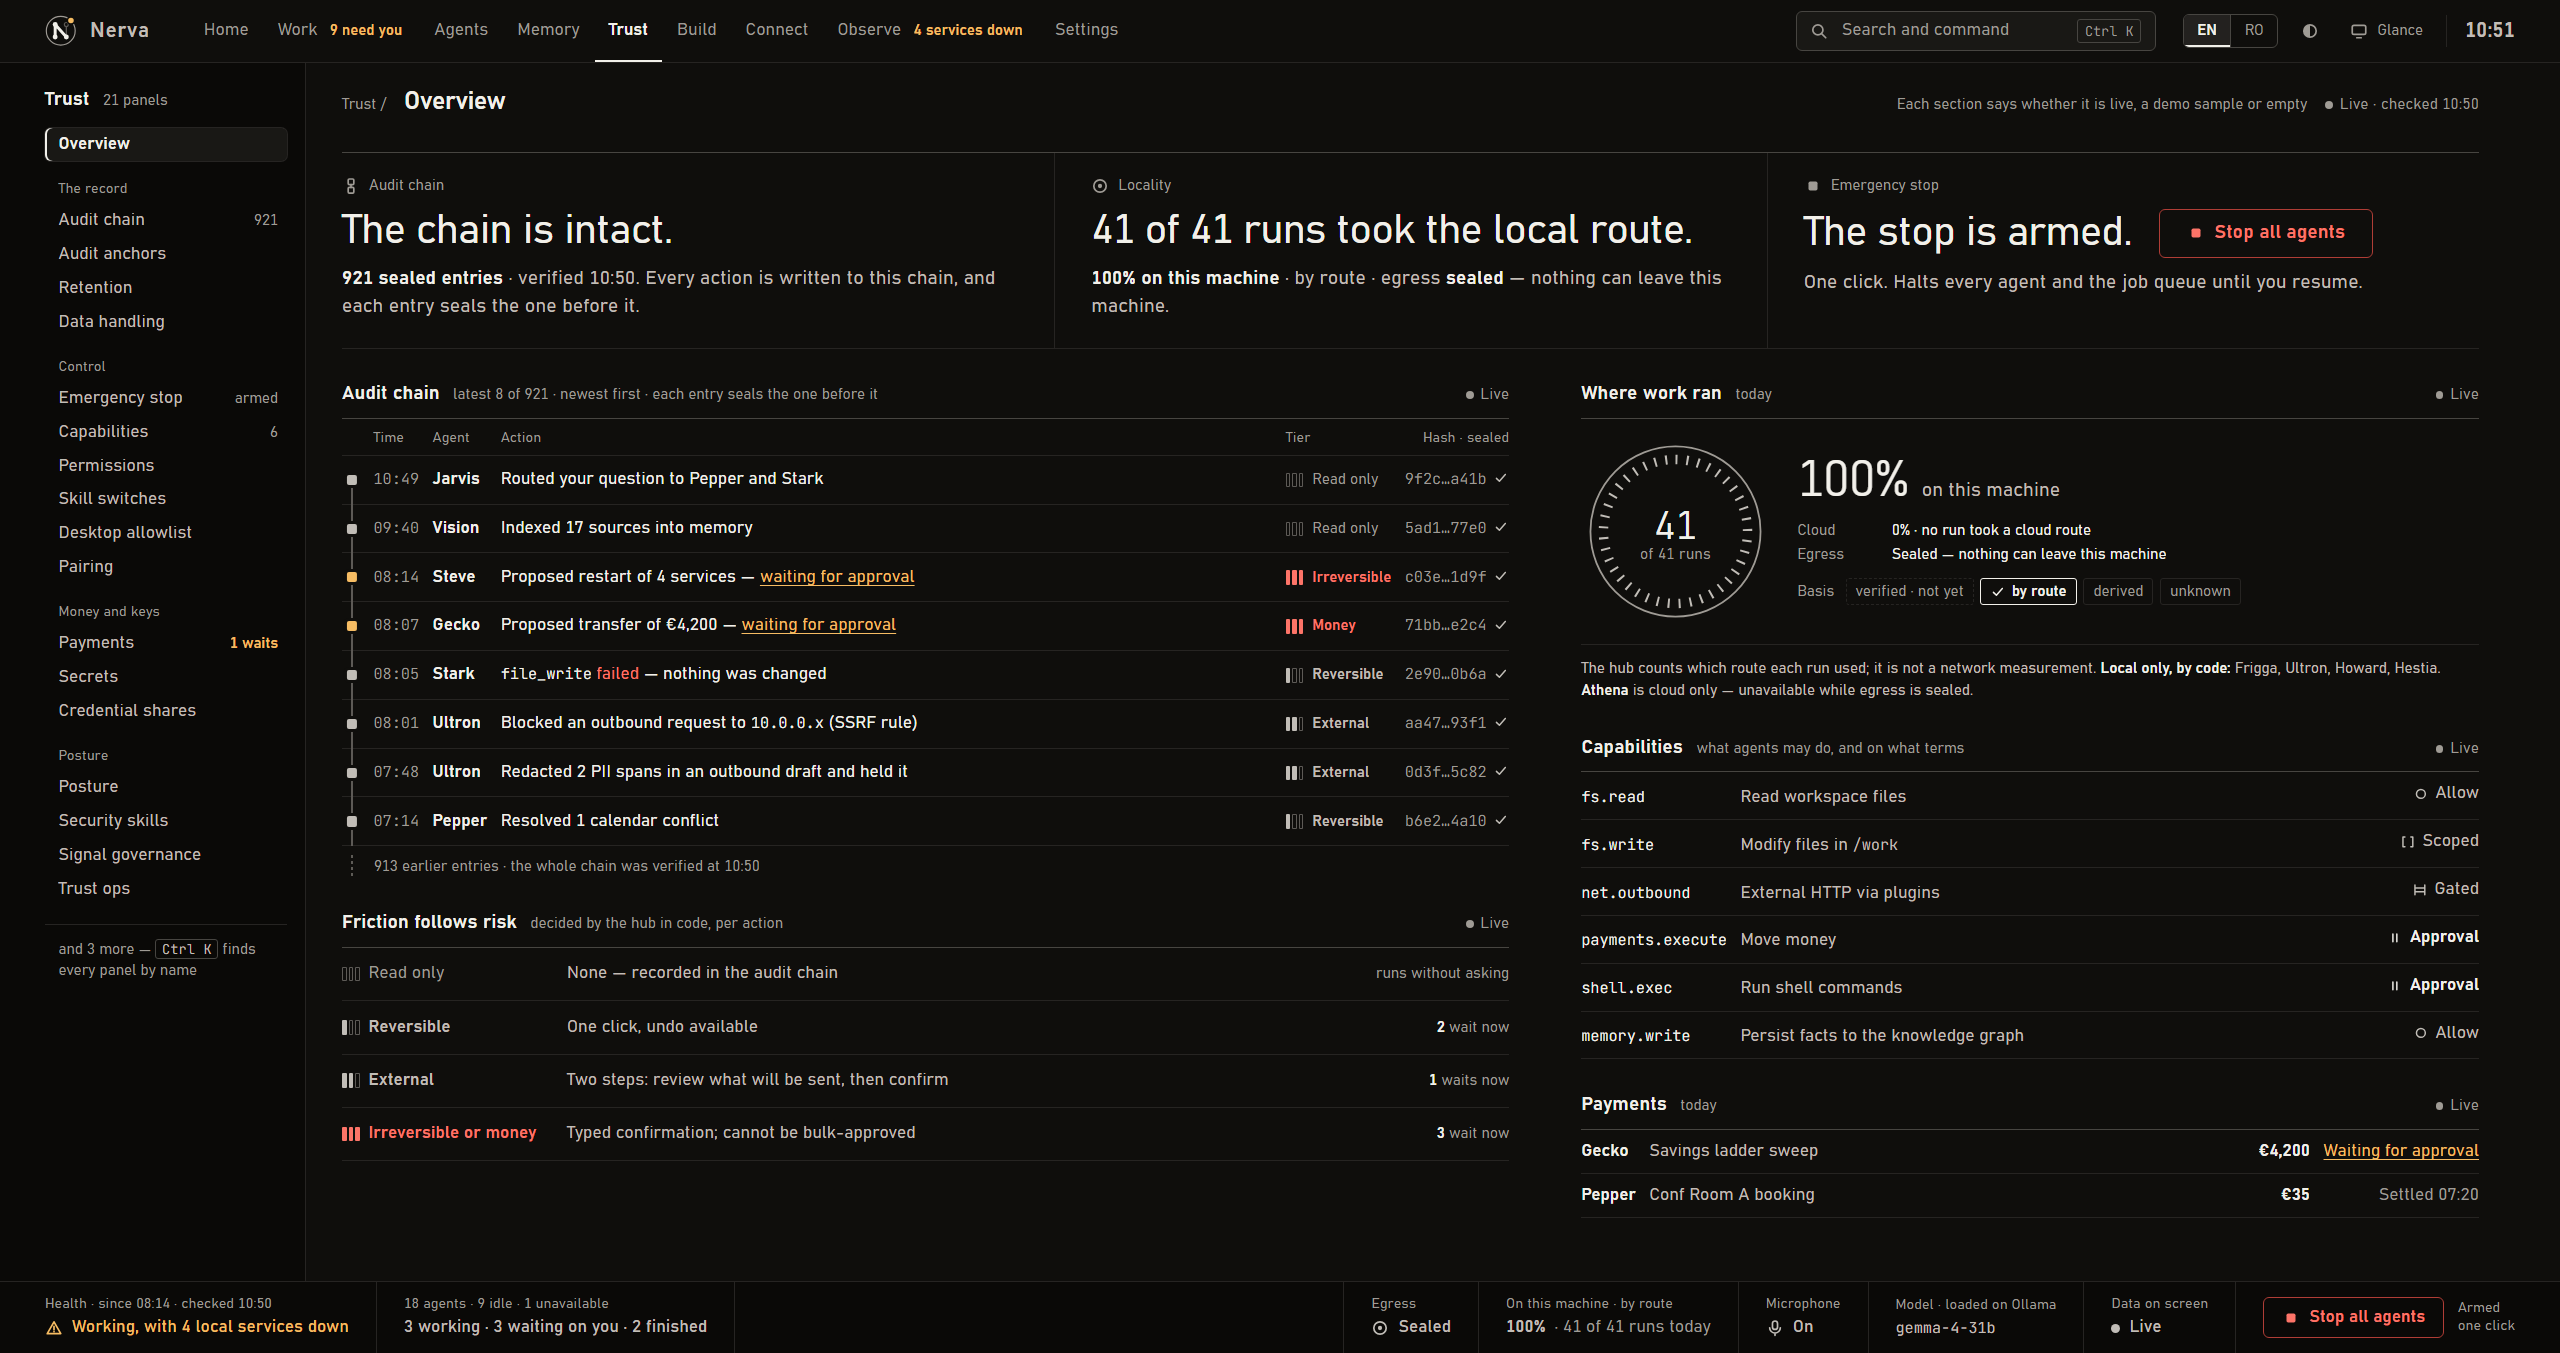 Nerva
Home
Work 9 need you
Agents
Memory
Trust
Build
Connect
Observe 4 services down
Settings
Search and command Ctrl K
EN RO
Glance
10:51
Trust 21 panels
Overview
The record
Audit chain 921
Audit anchors
Retention
Data handling
Control
Emergency stop armed
Capabilities 6
Permissions
Skill switches
Desktop allowlist
Pairing
Money and keys
Payments 1 waits
Secrets
Credential shares
Posture
Posture
Security skills
Signal governance
Trust ops
and 3 more — Ctrl K finds
every panel by name
Trust / Overview
Each section says whether it is live, a demo sample or empty
Live · checked 10:50
Audit chain
The chain is intact.
921 sealed entries · verified 10:50. Every action is written to this chain, and
each entry seals the one before it.
Locality
41 of 41 runs took the local route.
100% on this machine · by route · egress sealed — nothing can leave this
machine.
Emergency stop
The stop is armed.
Stop all agents
One click. Halts every agent and the job queue until you resume.
Audit chain latest 8 of 921 · newest first · each entry seals the one before it Live
Time Agent Action Tier Hash · sealed
10:49 Jarvis Routed your question to Pepper and Stark Read only 9f2c…a41b ✓
09:40 Vision Indexed 17 sources into memory Read only 5ad1…77e0 ✓
08:14 Steve Proposed restart of 4 services — waiting for approval Irreversible c03e…1d9f ✓
08:07 Gecko Proposed transfer of €4,200 — waiting for approval Money 71bb…e2c4 ✓
08:05 Stark file_write failed — nothing was changed Reversible 2e90…0b6a ✓
08:01 Ultron Blocked an outbound request to 10.0.0.x (SSRF rule) External aa47…93f1 ✓
07:48 Ultron Redacted 2 PII spans in an outbound draft and held it External 0d3f…5c82 ✓
07:14 Pepper Resolved 1 calendar conflict Reversible b6e2…4a10 ✓
913 earlier entries · the whole chain was verified at 10:50
Friction follows risk decided by the hub in code, per action Live
Read only None — recorded in the audit chain runs without asking
Reversible One click, undo available 2 wait now
External Two steps: review what will be sent, then confirm 1 waits now
Irreversible or money Typed confirmation; cannot be bulk-approved 3 wait now
Where work ran today Live
41
of 41 runs
100% on this machine
Cloud 0% · no run took a cloud route
Egress Sealed — nothing can leave this machine
Basis verified · not yet ✓ by route derived unknown
The hub counts which route each run used; it is not a network measurement. Local only, by code: Frigga, Ultron, Howard, Hestia.
Athena is cloud only — unavailable while egress is sealed.
Capabilities what agents may do, and on what terms Live
fs.read Read workspace files Allow
fs.write Modify files in /work Scoped
net.outbound External HTTP via plugins Gated
payments.execute Move money Approval
shell.exec Run shell commands Approval
memory.write Persist facts to the knowledge graph Allow
Payments today Live
Gecko Savings ladder sweep €4,200 Waiting for approval
Pepper Conf Room A booking €35 Settled 07:20
Health · since 08:14 · checked 10:50
Working, with 4 local services down
18 agents · 9 idle · 1 unavailable
3 working · 3 waiting on you · 2 finished
Egress
Sealed
On this machine · by route
100% · 41 of 41 runs today
Microphone
On
Model · loaded on Ollama
gemma-4-31b
Data on screen
Live
Stop all agents
Armed
one click